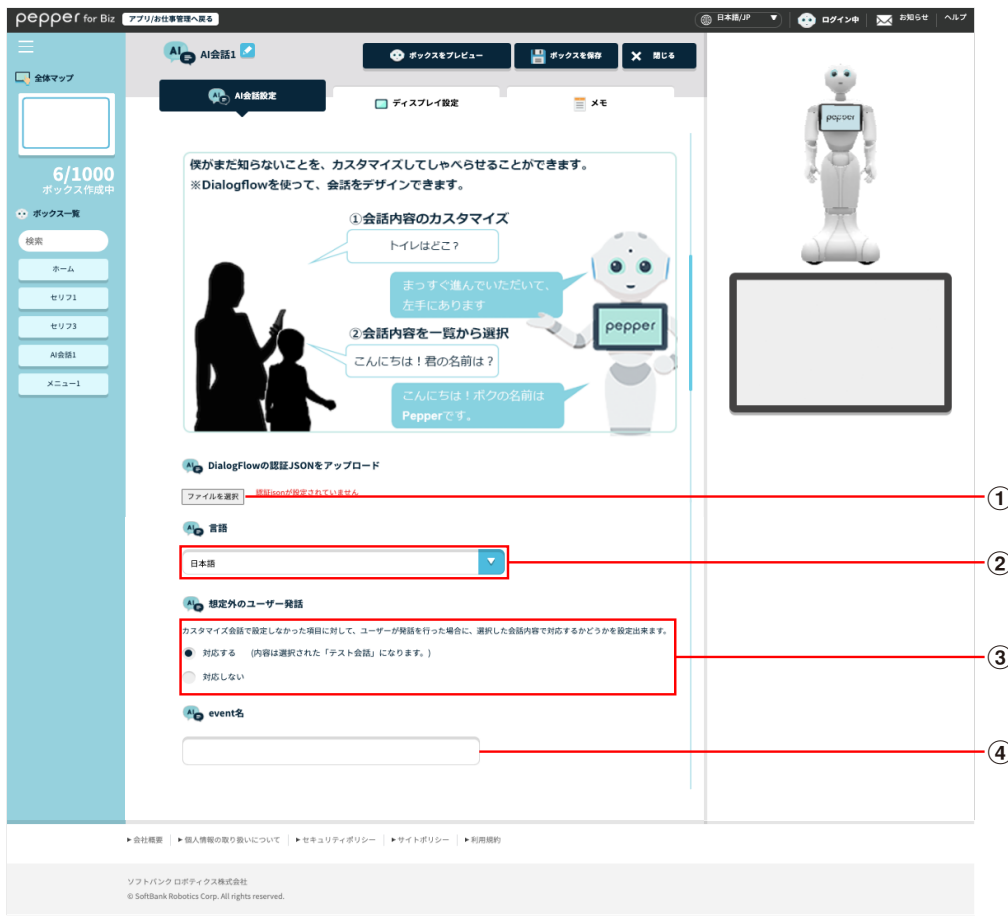 pepper for Biz
アプリ/お仕事管理へ戻る
日本語/JP
ログイン中
お知らせ
ヘルプ
全体マップ
6/1000
ボックス作成中
ボックス一覧
検索
ホーム
セリフ1
セリフ3
AI会話1
メニュー1
AI
AI会話1
ボックスをプレビュー
ボックスを保存
閉じる
AI
AI会話設定
ディスプレイ設定
メモ
僕がまだ知らないことを、カスタマイズしてしゃべらせることができます。
※Dialogflowを使って、会話をデザインできます。
①会話内容のカスタマイズ
トイレはどこ？
まっすぐ進んでいただいて、
左手にあります
②会話内容を一覧から選択
こんにちは！君の名前は？
こんにちは！ボクの名前は
Pepperです。
pepper
pepper
AI
DialogFlowの認証JSONをアップロード
ファイルを選択
認証jsonが設定されていません
①
AI
言語
日本語
②
AI
想定外のユーザー発話
カスタマイズ会話で設定しなかった項目に対して、ユーザーが発話を行った場合に、選択した会話内容で対応するかどうかを設定出来ます。
対応する (内容は選択された「テスト会話」になります。)
対応しない
③
AI
event名
④
▶会社概要
▶個人情報の取り扱いについて
▶セキュリティポリシー
▶サイトポリシー
▶利用規約
ソフトバンク ロボティクス株式会社
© SoftBank Robotics Corp. All rights reserved.